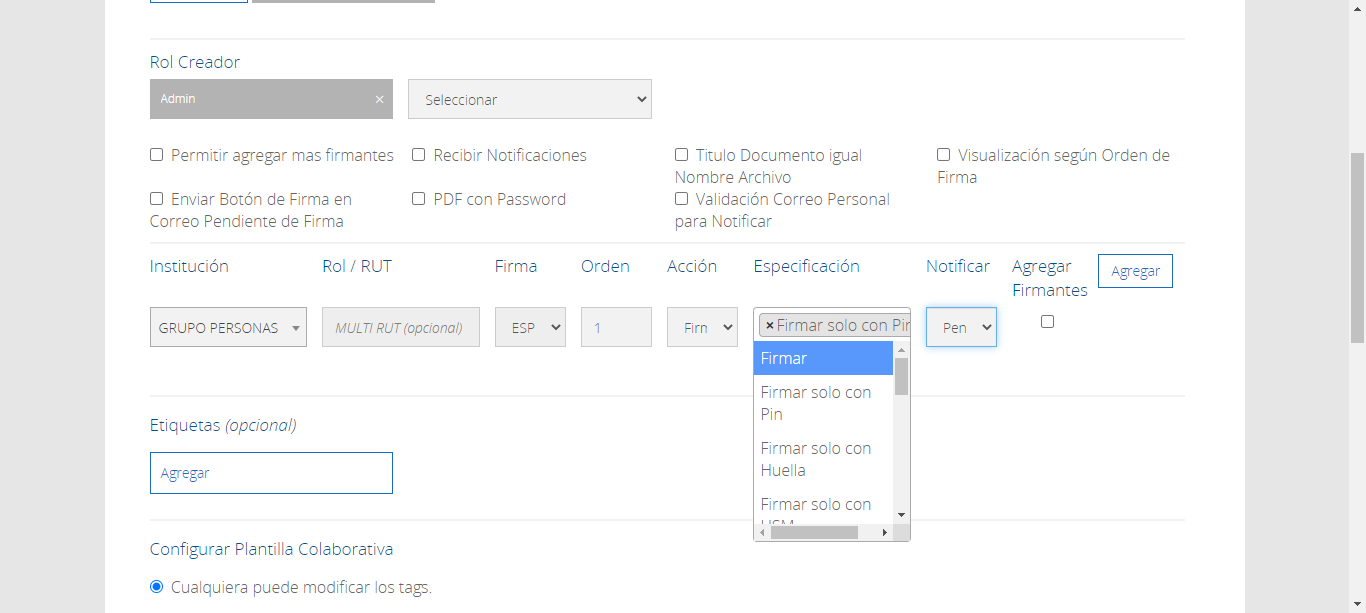 Rol Creador
Admin ×
Seleccionar
Permitir agregar mas firmantes
Recibir Notificaciones
Titulo Documento igual
Nombre Archivo
Visualización según Orden de
Firma
Enviar Botón de Firma en
Correo Pendiente de Firma
PDF con Password
Validación Correo Personal
para Notificar
Institución
Rol / RUT
Firma
Orden
Acción
Especificación
Notificar
Agregar
Firmantes
Agregar
GRUPO PERSONAS
MULTI RUT (opcional)
ESP
1
Firn
×Firmar solo con Pin
Pen
Firmar
Firmar solo con
Pin
Firmar solo con
Huella
Firmar solo con
HSM
Etiquetas (opcional)
Agregar
Configurar Plantilla Colaborativa
Cualquiera puede modificar los tags.